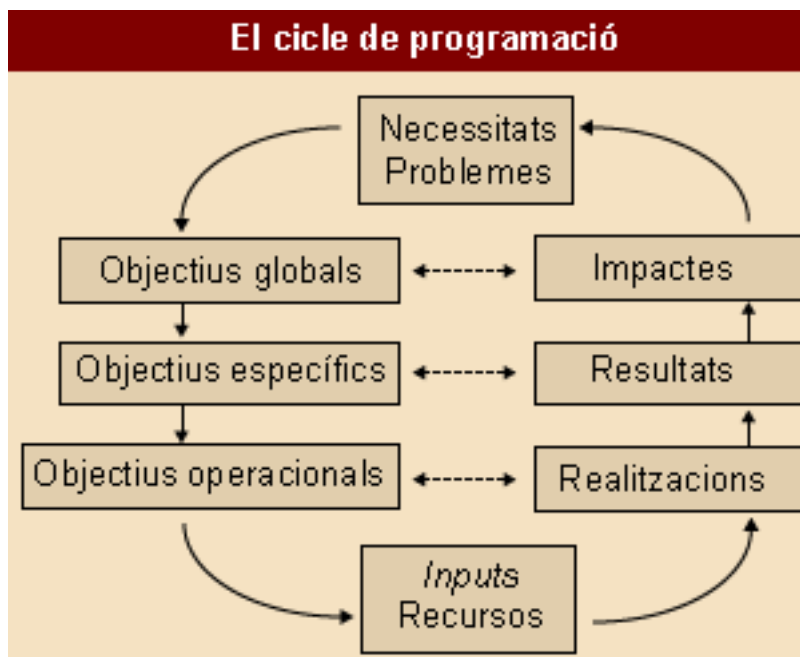 El cicle de programació
Necessitats
Problemes
Objectius globals
Impactes
Objectius específics
Resultats
Objectius operacionals
Realitzacions
Inputs
Recursos